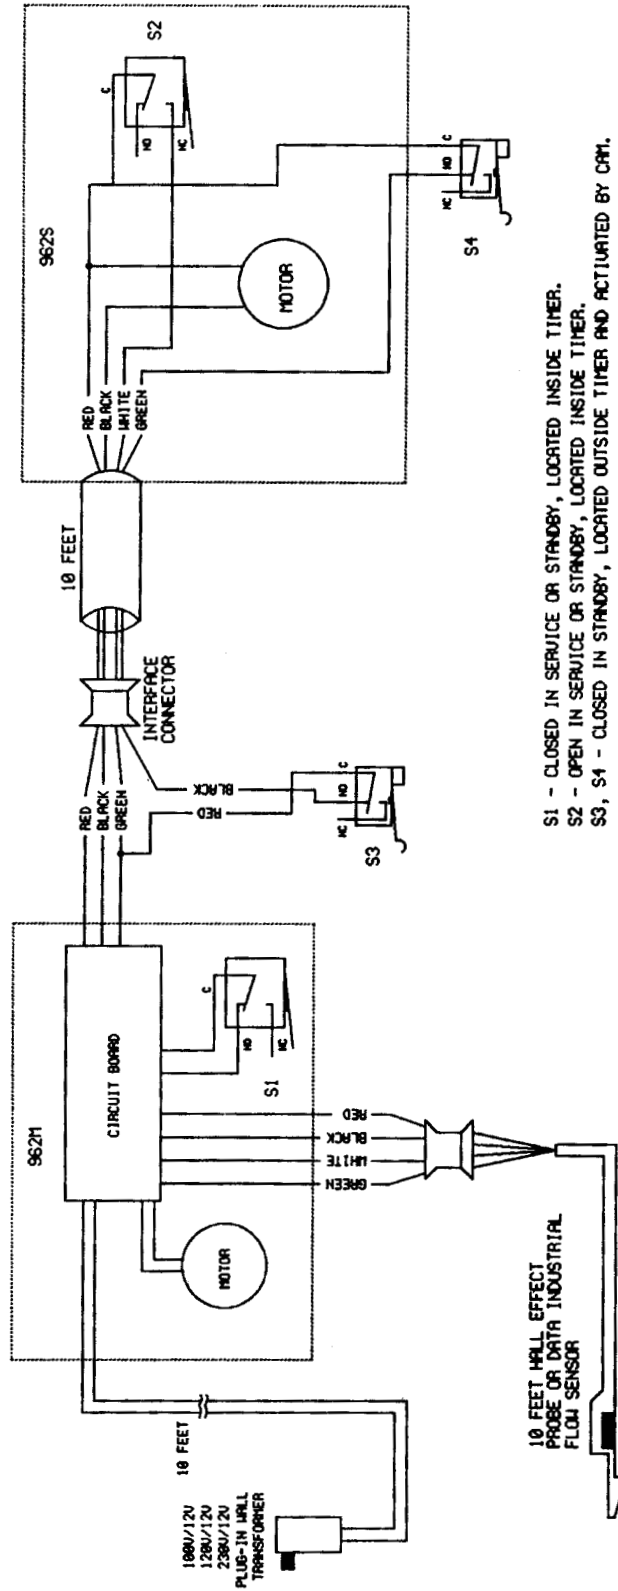 962M
CIRCUIT BOARD
MOTOR
S1
C
NO
NC
RED
BLACK
WHITE
GREEN
10 FEET
100V/12V
120V/12V
230V/12V
PLUG-IN WALL
TRANSFORMER
10 FEET HALL EFFECT
PROBE OR DATA INDUSTRIAL
FLOW SENSOR
RED
BLACK
GREEN
RED
BLACK
S3
NC
NO
C
INTERFACE
CONNECTOR
10 FEET
962S
RED
BLACK
WHITE
GREEN
MOTOR
S2
C
NO
NC
S4
NC
NO
C
S1 - CLOSED IN SERVICE OR STANDBY, LOCATED INSIDE TIMER.
S2 - OPEN IN SERVICE OR STANDBY, LOCATED INSIDE TIMER.
S3, S4 - CLOSED IN STANDBY, LOCATED OUTSIDE TIMER AND ACTIVATED BY CAM.